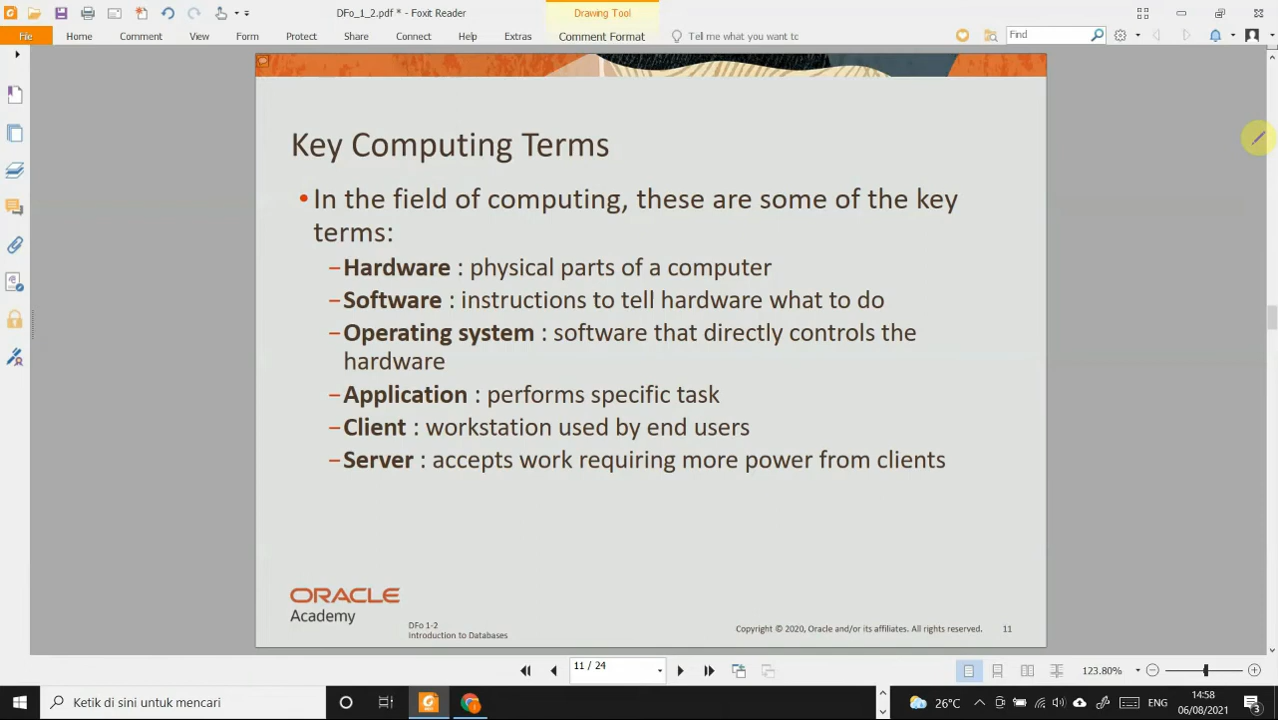 DFo_1_2.pdf * - Foxit Reader
Drawing Tool
File Home Comment View Form Protect Share Connect Help Extras Comment Format Tell me what you want to Find
Key Computing Terms
• In the field of computing, these are some of the key
terms:
–Hardware : physical parts of a computer
–Software : instructions to tell hardware what to do
–Operating system : software that directly controls the
hardware
–Application : performs specific task
–Client : workstation used by end users
–Server : accepts work requiring more power from clients
ORACLE
Academy
DFo 1-2
Introduction to Databases
Copyright © 2020, Oracle and/or its affiliates. All rights reserved. 11
11 / 24
123.80%
Ketik di sini untuk mencari
26°C
ENG
14:58
06/08/2021
3